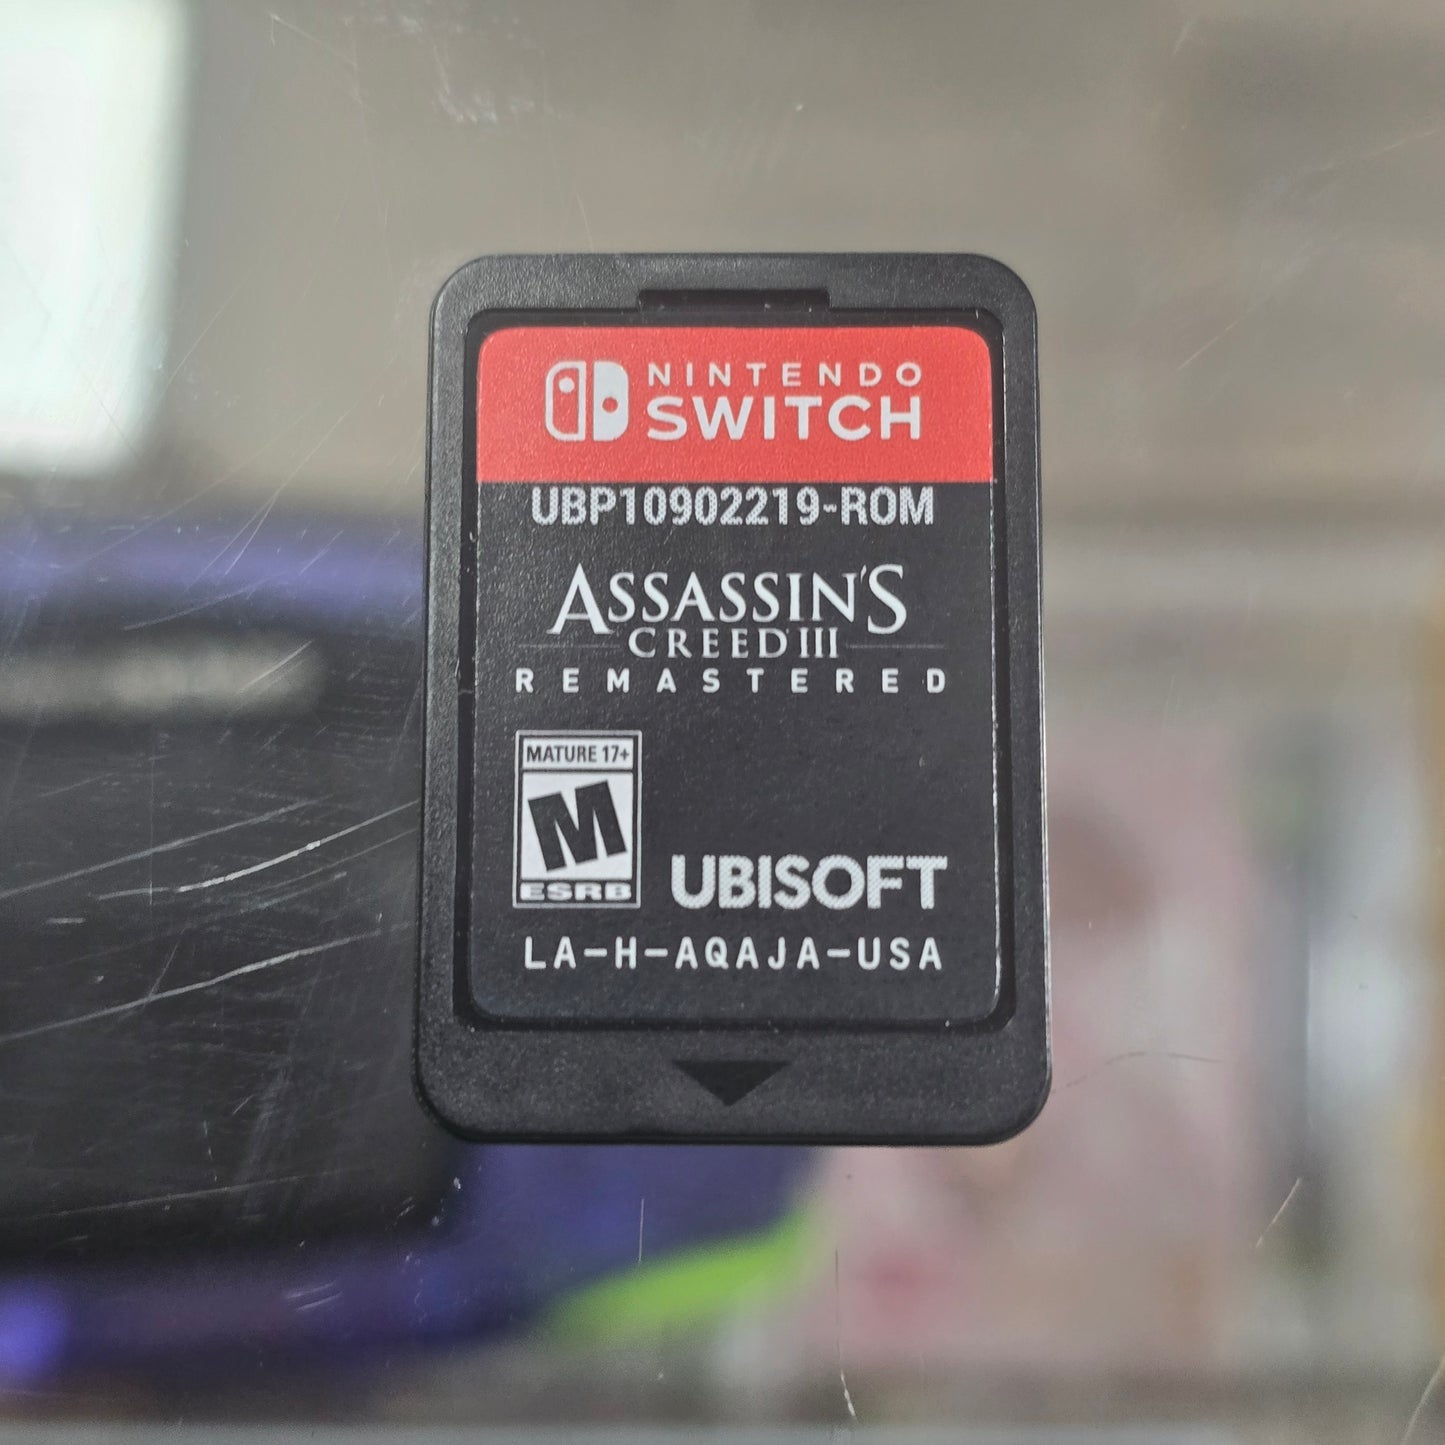 NINTENDO
SWITCH
UBP10902219-ROM
ASSASSIN'S
CREED III
REMASTERED
MATURE 17+
M
ESRB
UBISOFT
LA-H-AQAJA-USA